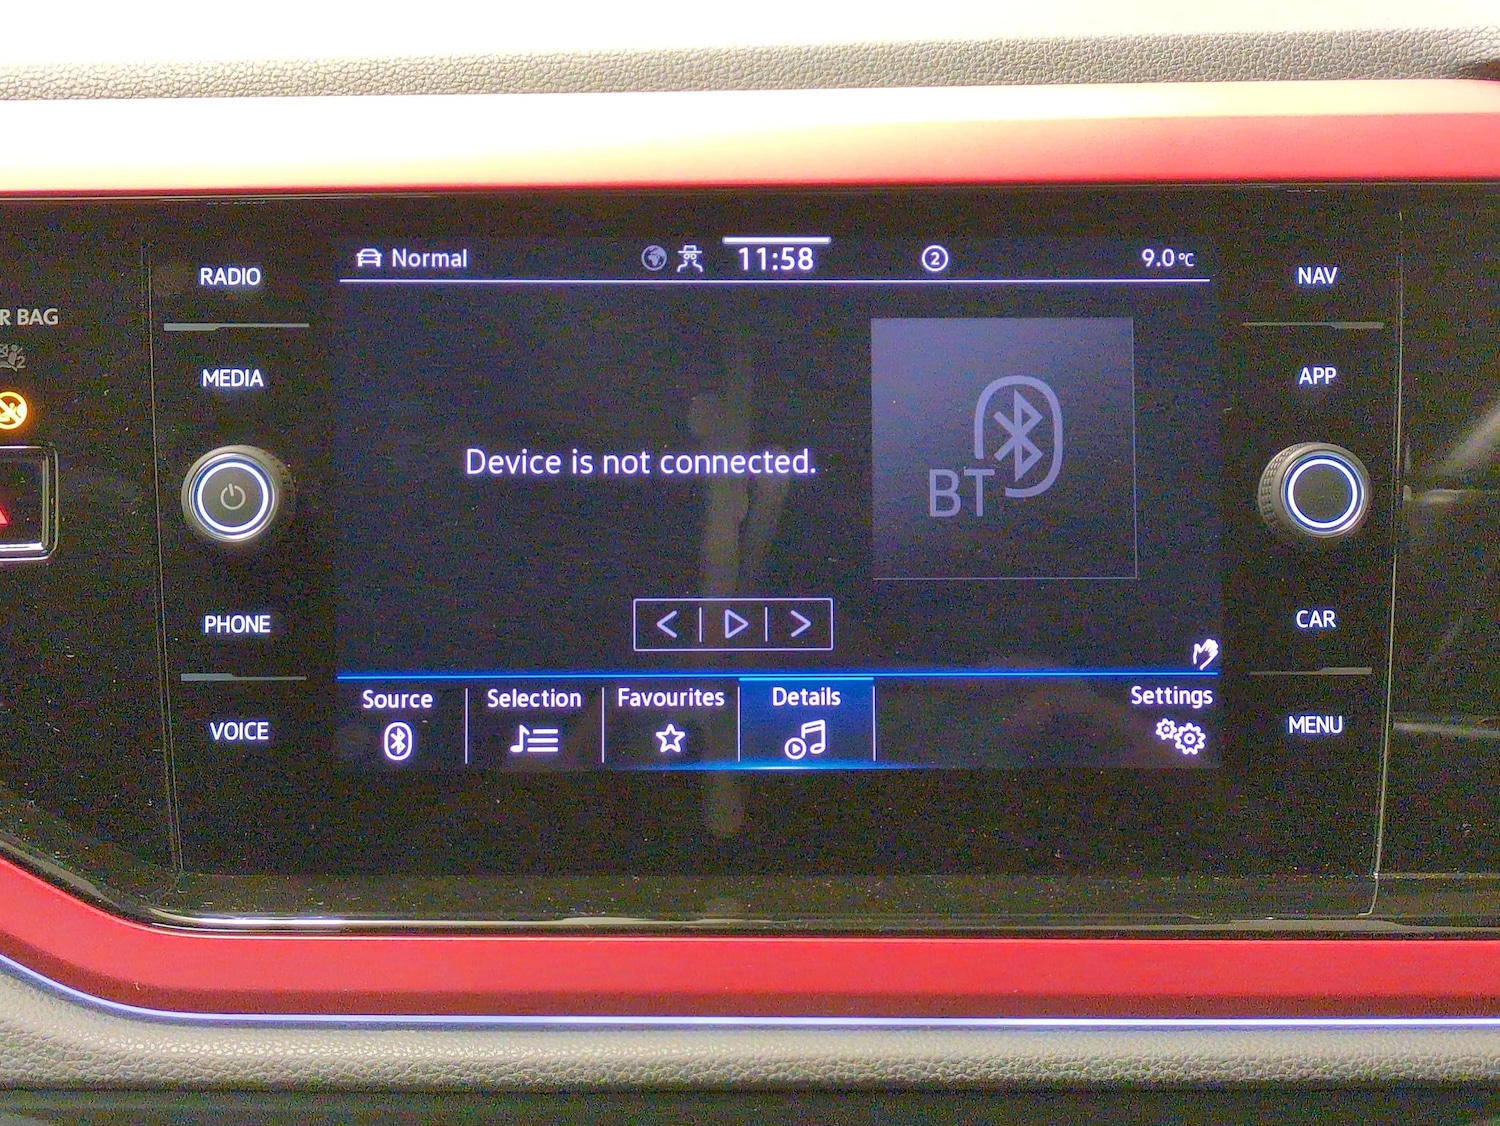 Normal
11:58
2
9.0°C
RADIO
MEDIA
PHONE
VOICE
R BAG
2
Device is not connected.
BT
Source
Selection
Favourites
Details
Settings
NAV
APP
CAR
MENU